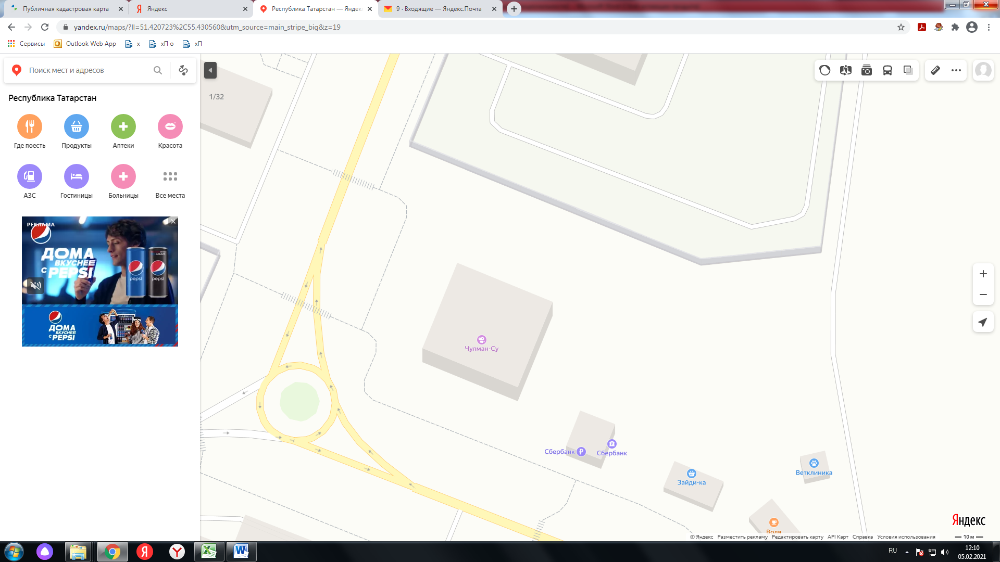 Публичная кадастровая карта
Яндекс
Республика Татарстан — Яндекс
9 · Входящие — Яндекс.Почта
yandex.ru/maps/?ll=51.420723%2C55.430560&utm_source=main_stripe_big&z=19
Сервисы
Outlook Web App
х
хП о
хП
Поиск мест и адресов
Республика Татарстан
Где поесть
Продукты
Аптеки
Красота
АЗС
Гостиницы
Больницы
Все места
РЕКЛАМА
ДОМА
ВКУСНЕЕ
С PEPSI
pepsi
pepsi
ДОМА
ВКУСНЕЕ
С PEPSI
1/32
Чулман-Су
Сбербанк
Сбербанк
Зайди-ка
Ветклиника
Воля
Яндекс
© Яндекс
Разместить рекламу
Редактировать карту
API Карт
Справка
Условия использования
10 м
RU
12:10
05.02.2021